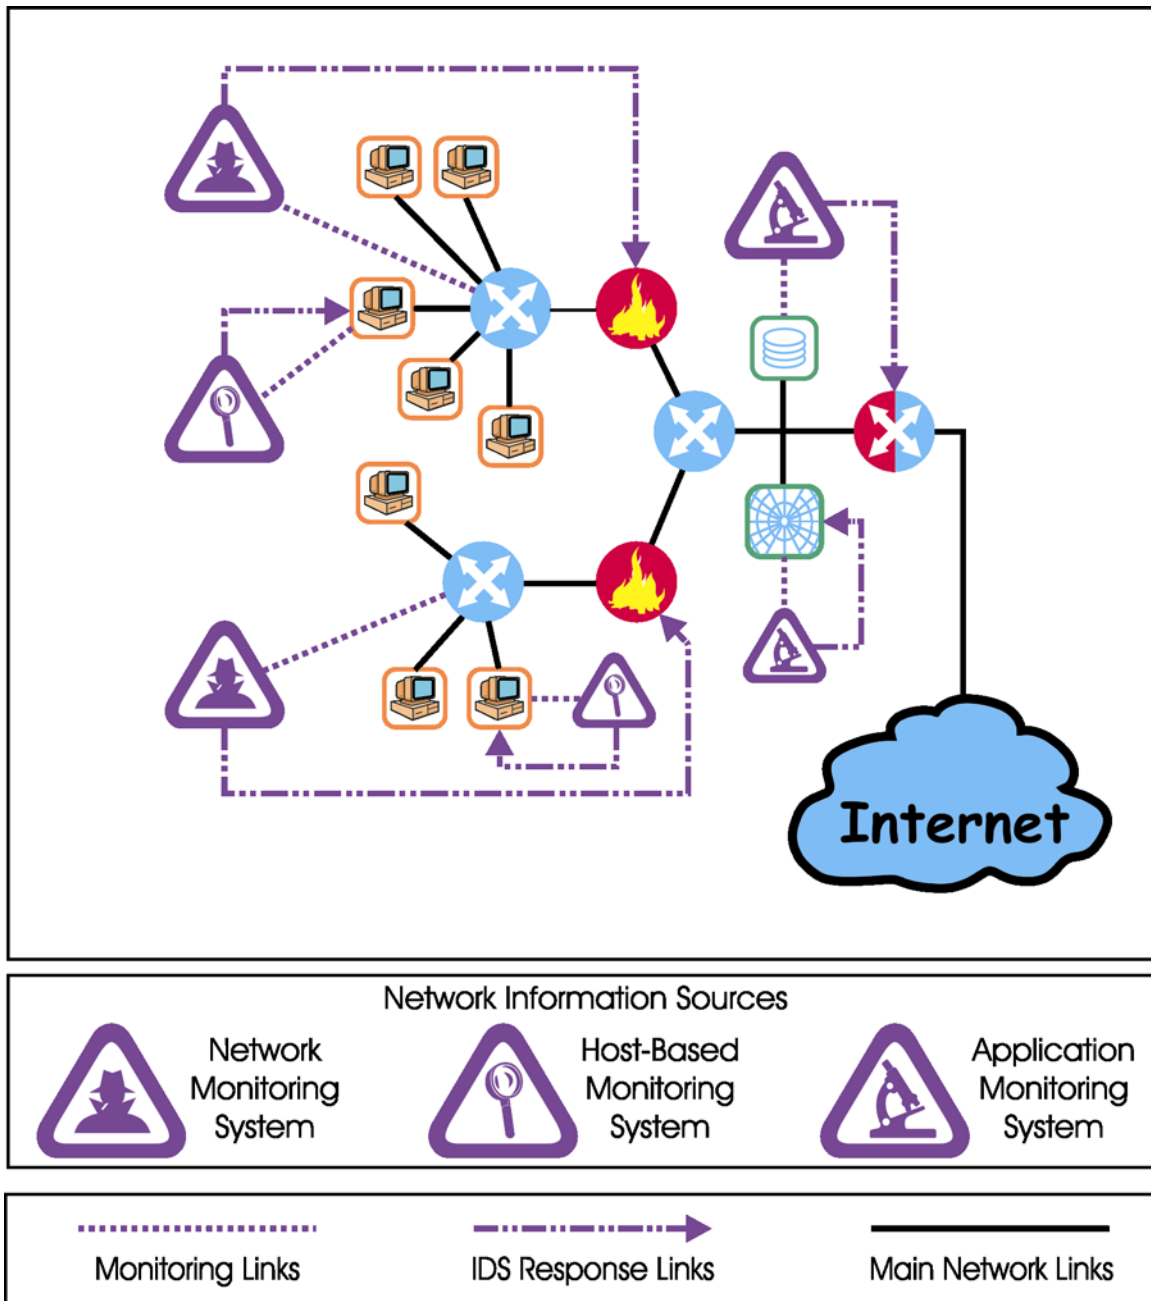 Internet
Network Information Sources
Network
Monitoring
System
Host-Based
Monitoring
System
Application
Monitoring
System
Monitoring Links
IDS Response Links
Main Network Links